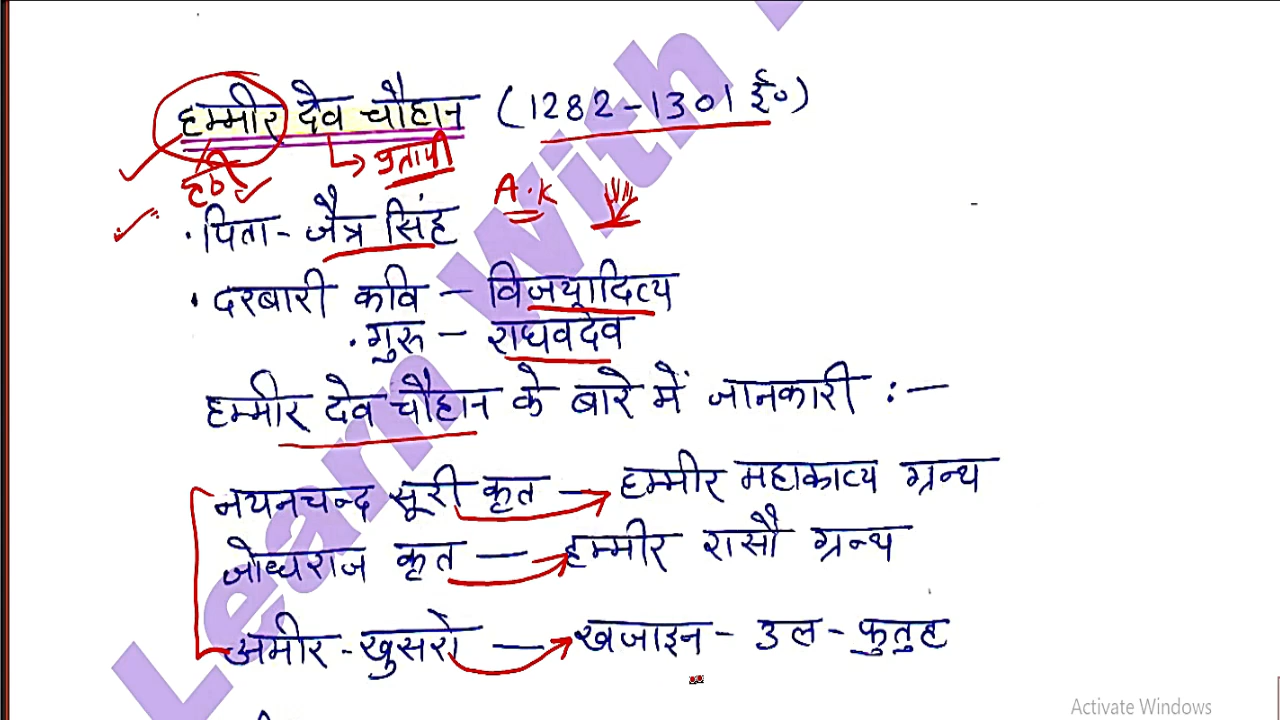 हम्मीर देव चौहान (1282-1301 ई०)
हठी प्रतापी
A.K
· पिता - जैत्र सिंह
· दरबारी कवि - विजयादित्य
· गुरु - राघवदेव
हम्मीर देव चौहान के बारे में जानकारी :-
नयनचन्द सूरी कृत → हम्मीर महाकाव्य ग्रन्थ
जोधराज कृत → हम्मीर रासौ ग्रन्थ
अमीर-खुसरो → खजाइन-उल-फुतुह
Learn With
Activate Windows